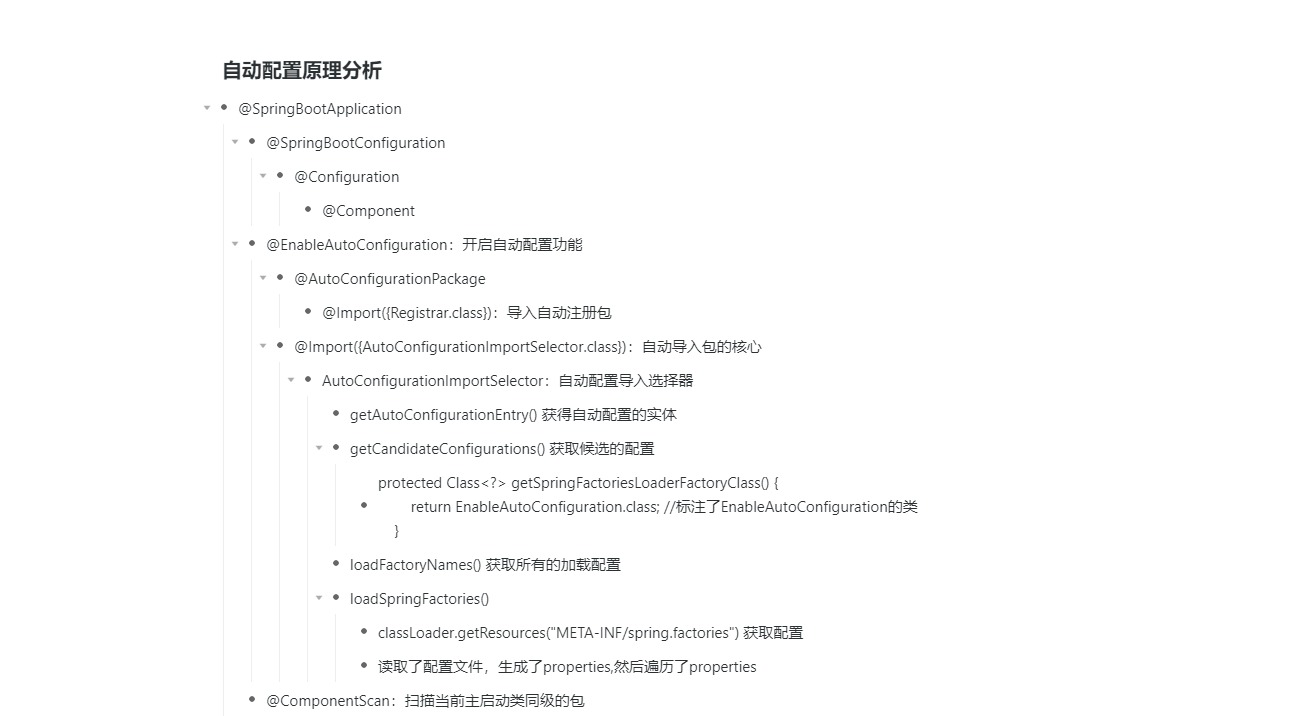 自动配置原理分析
@SpringBootApplication
@SpringBootConfiguration
@Configuration
@Component
@EnableAutoConfiguration：开启自动配置功能
@AutoConfigurationPackage
@Import({Registrar.class})：导入自动注册包
@Import({AutoConfigurationImportSelector.class})：自动导入包的核心
AutoConfigurationImportSelector：自动配置导入选择器
getAutoConfigurationEntry() 获得自动配置的实体
getCandidateConfigurations() 获取候选的配置
protected Class<?> getSpringFactoriesLoaderFactoryClass() {
return EnableAutoConfiguration.class; //标注了EnableAutoConfiguration的类
}
loadFactoryNames() 获取所有的加载配置
loadSpringFactories()
classLoader.getResources("META-INF/spring.factories") 获取配置
读取了配置文件，生成了properties,然后遍历了properties
@ComponentScan：扫描当前主启动类同级的包